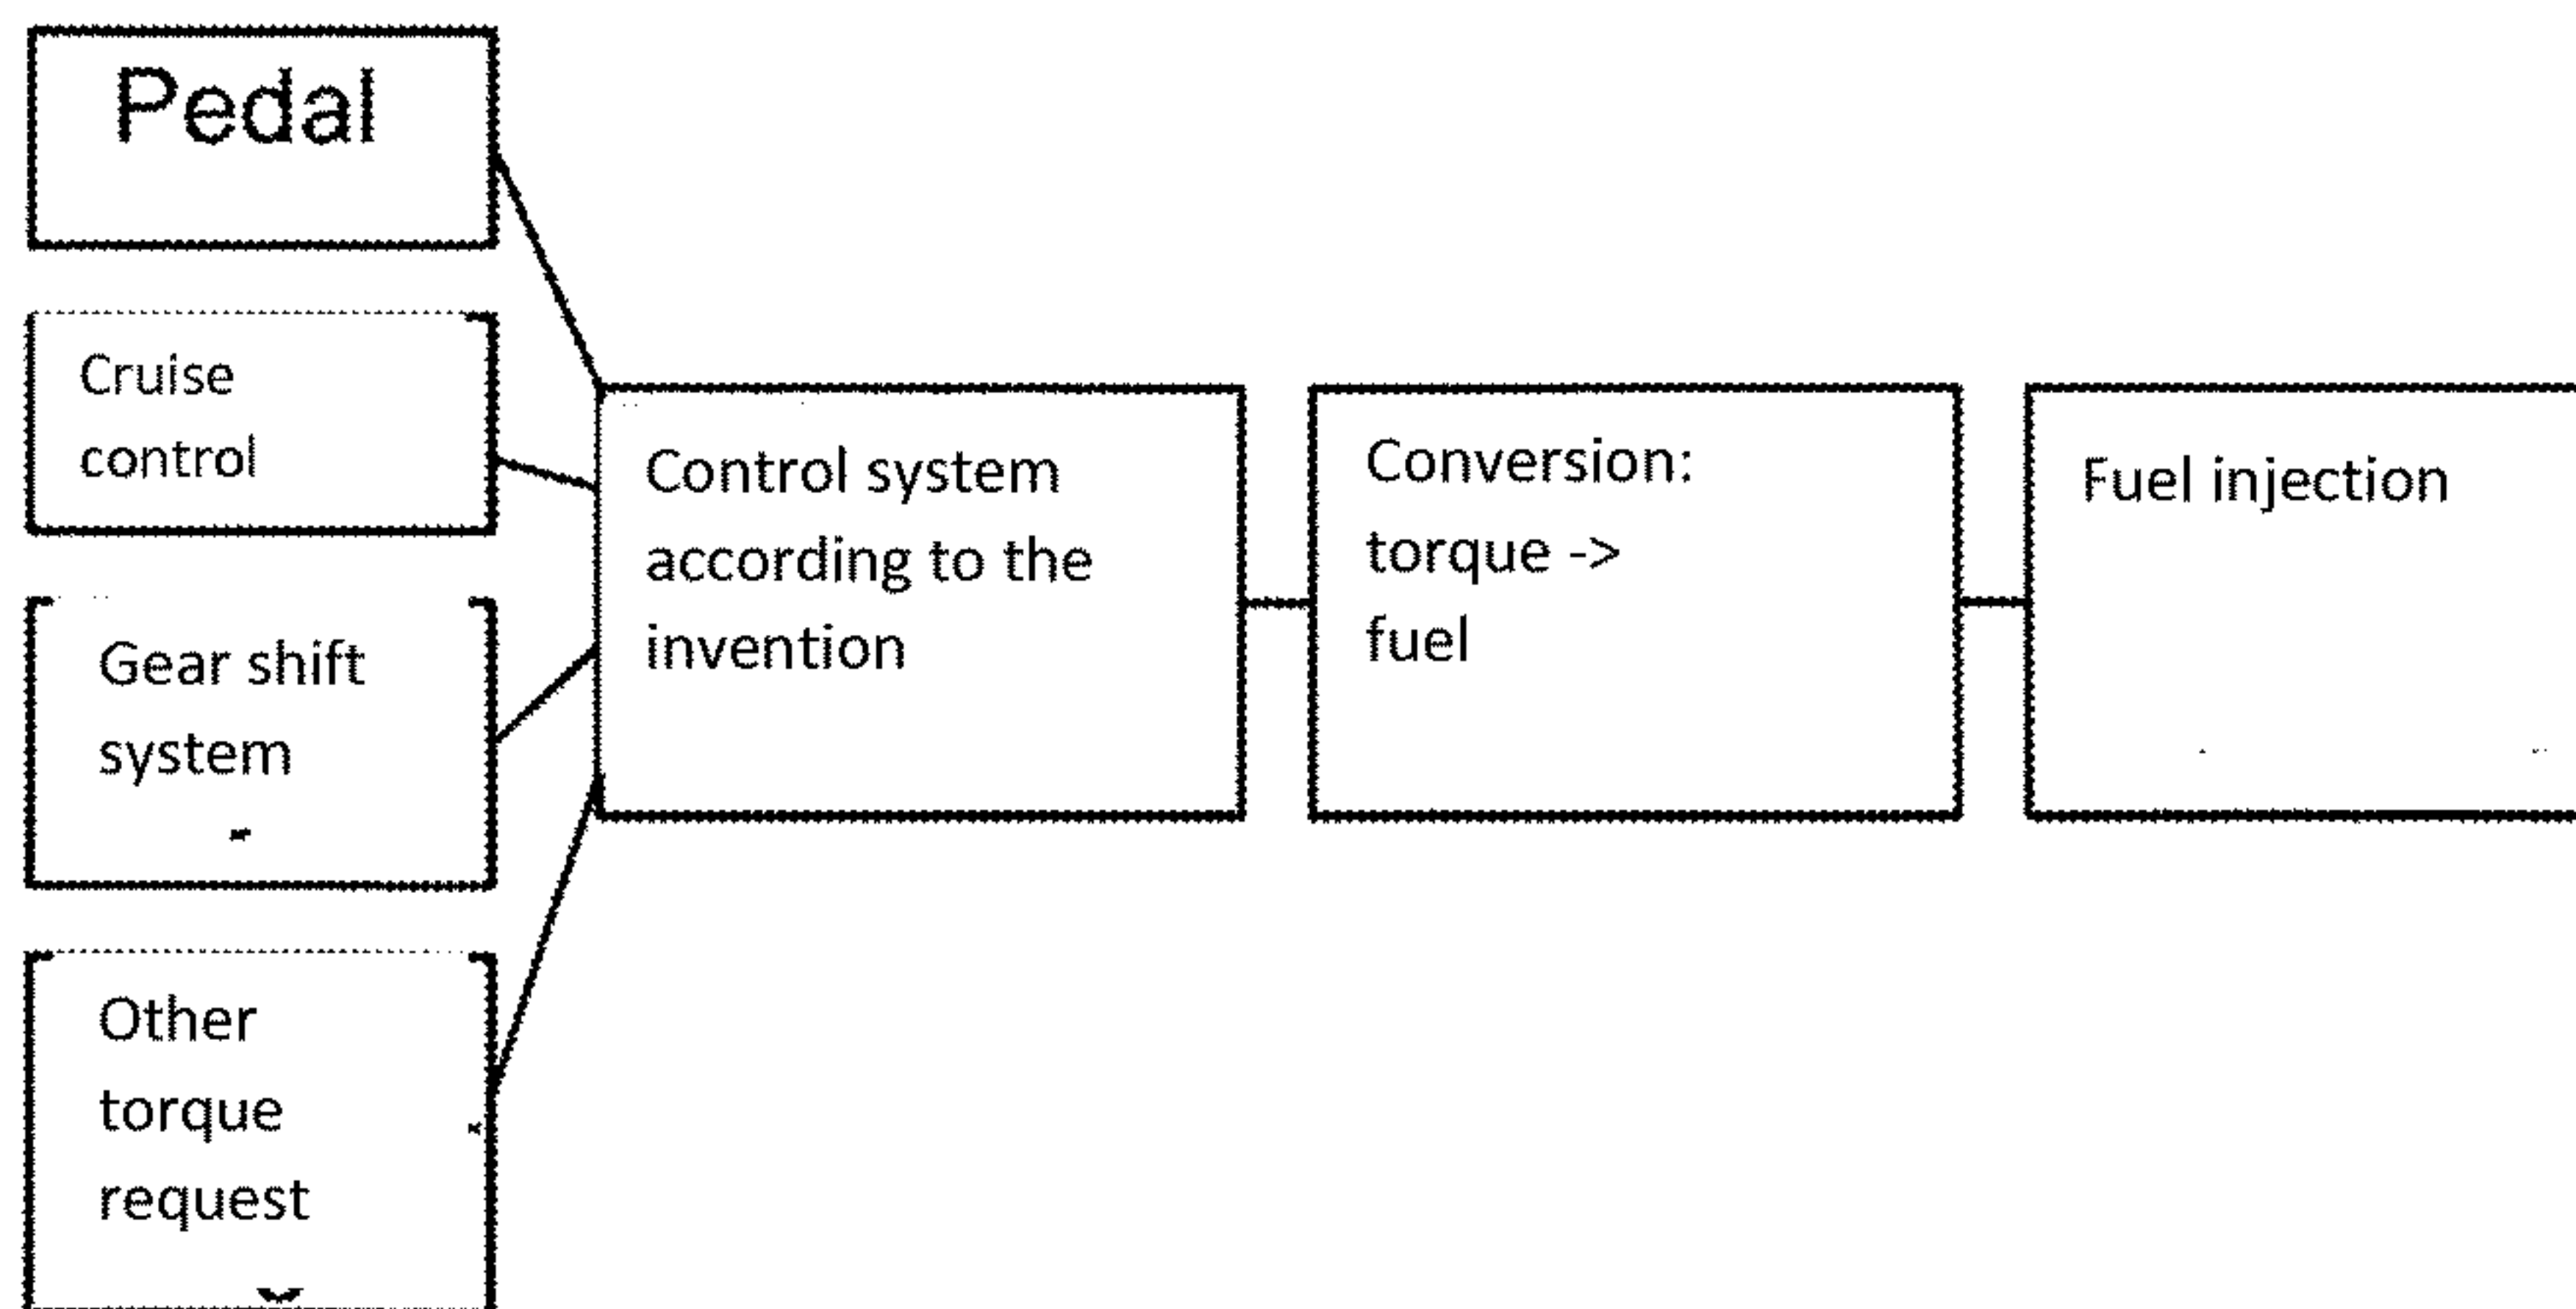 Pedal
Cruise
control
Gear shift
system
Other
torque
request
Control system
according to the
invention
Conversion:
torque ->
fuel
Fuel injection